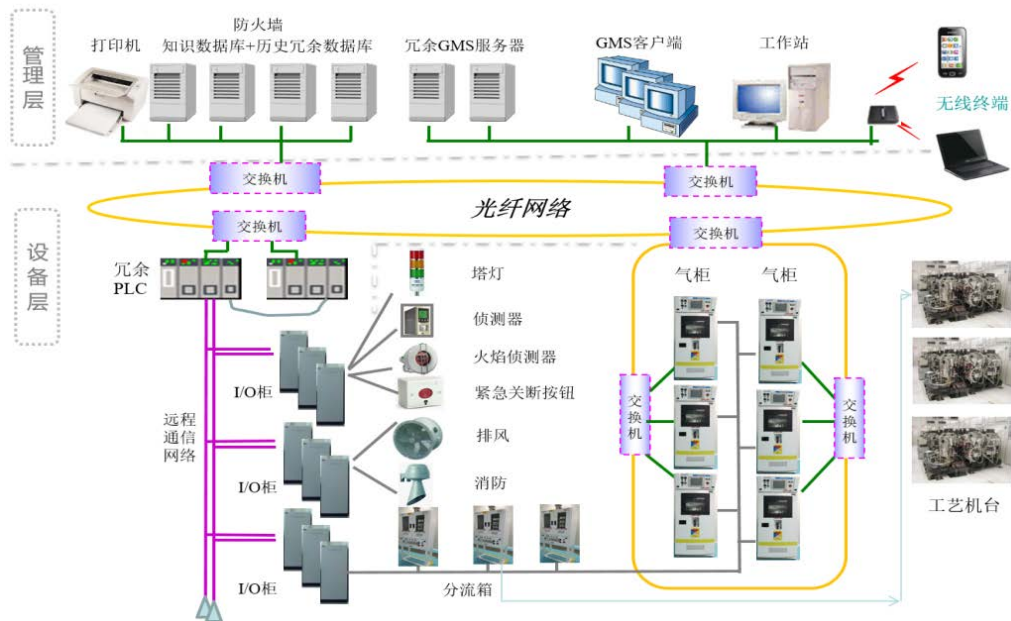 管理层
打印机
防火墙
知识数据库+历史冗余数据库
冗余GMS服务器
GMS客户端
工作站
无线终端
交换机
交换机
光纤网络
交换机
交换机
设备层
冗余
PLC
塔灯
侦测器
火焰侦测器
紧急关断按钮
排风
消防
I/O柜
远程
通信
网络
I/O柜
I/O柜
分流箱
气柜
气柜
交换机
交换机
工艺机台